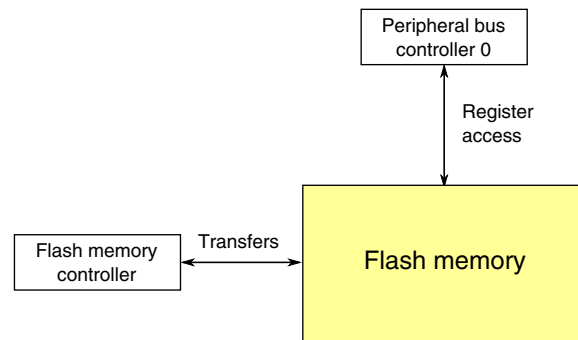 Peripheral bus
controller 0
Register
access
Transfers
Flash memory
controller
Flash memory